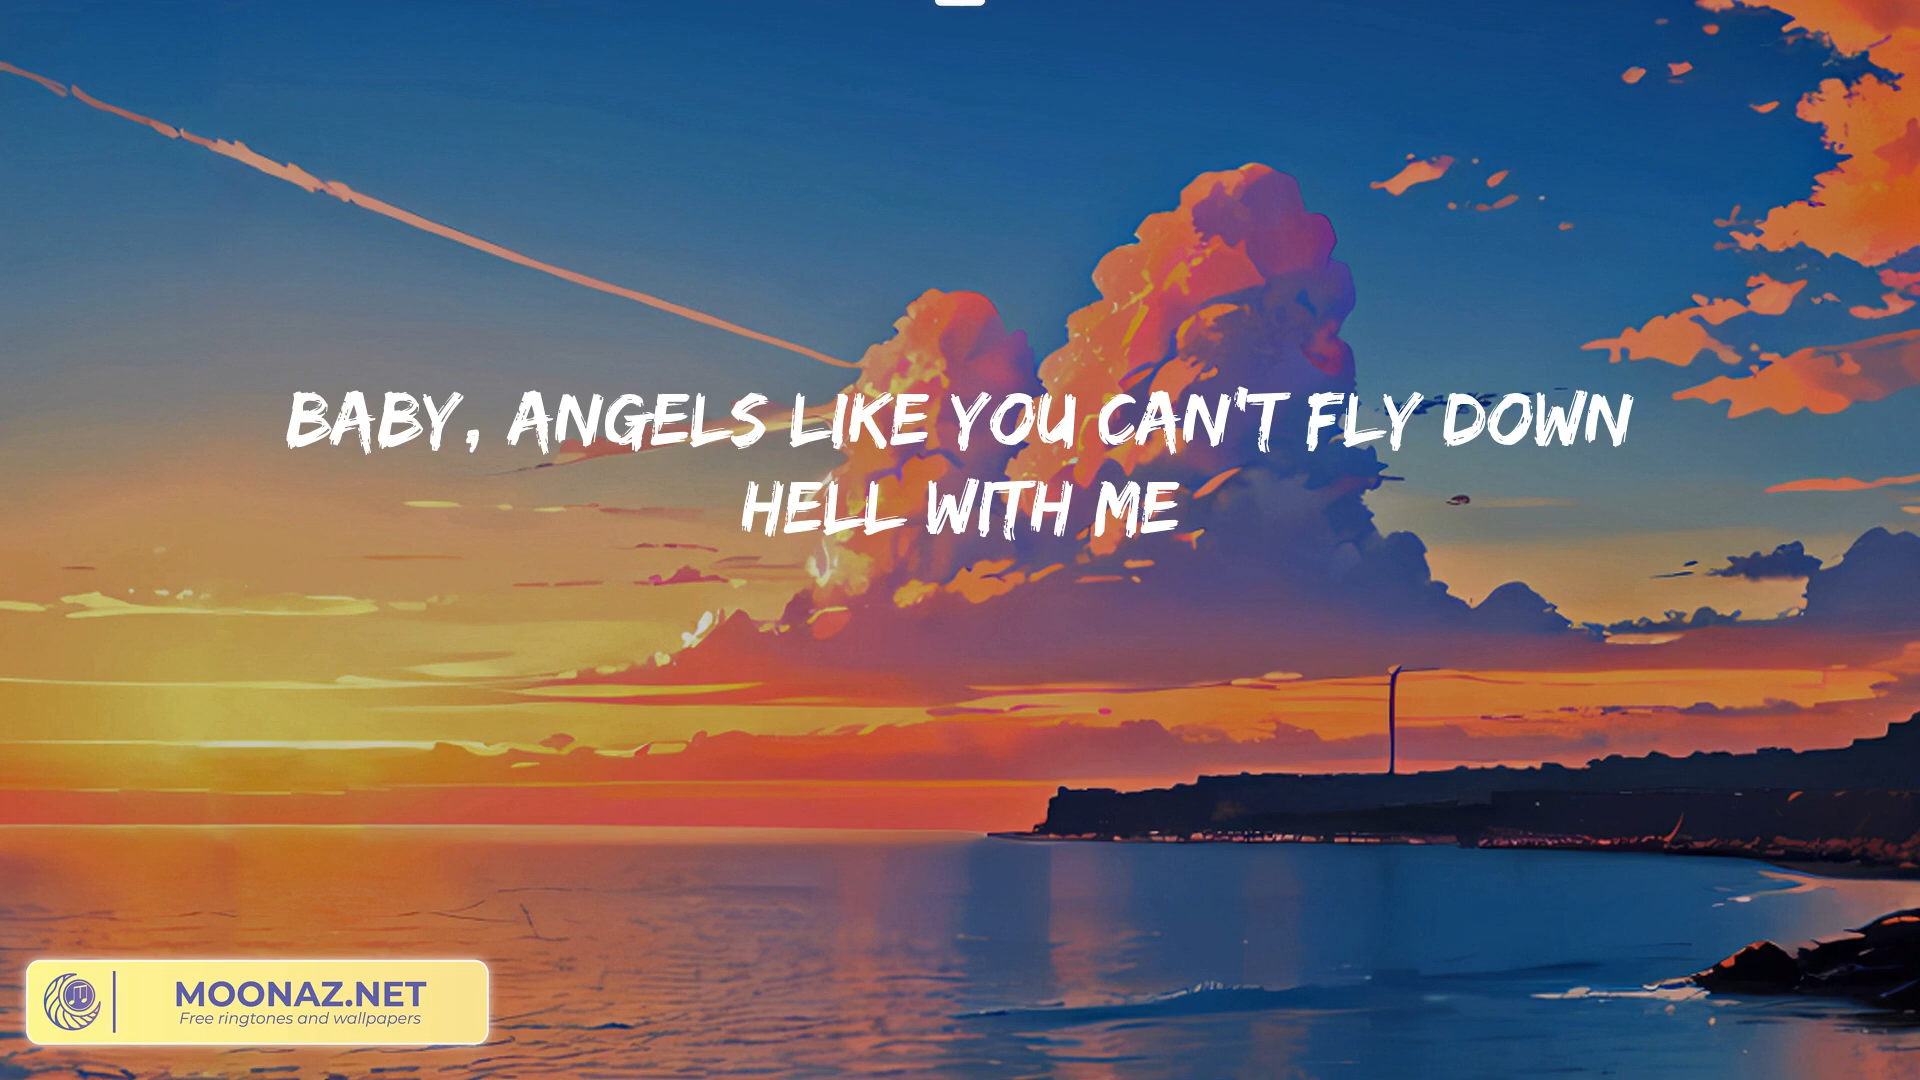 BABY, ANGELS LIKE YOU CAN'T FLY DOWN
HELL WITH ME
MOONAZ.NET
Free ringtones and wallpapers